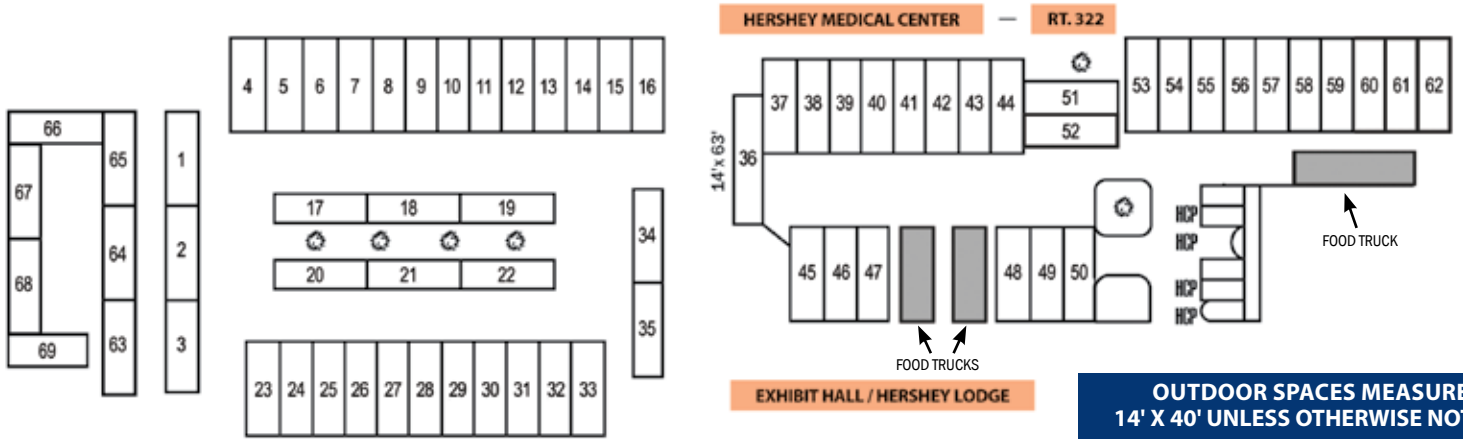 HERSHEY MEDICAL CENTER — RT. 322
4 5 6 7 8 9 10 11 12 13 14 15 16
37 38 39 40 41 42 43 44
51
52
53 54 55 56 57 58 59 60 61 62
66
65
1
67
36
14' x 63'
17 18 19
64
2
34
68
20 21 22
45 46 47
48 49 50
HCP
HCP
HCP
HCP
FOOD TRUCK
69
63
3
35
23 24 25 26 27 28 29 30 31 32 33
FOOD TRUCKS
EXHIBIT HALL / HERSHEY LODGE
OUTDOOR SPACES MEASURE
14' X 40' UNLESS OTHERWISE NOT